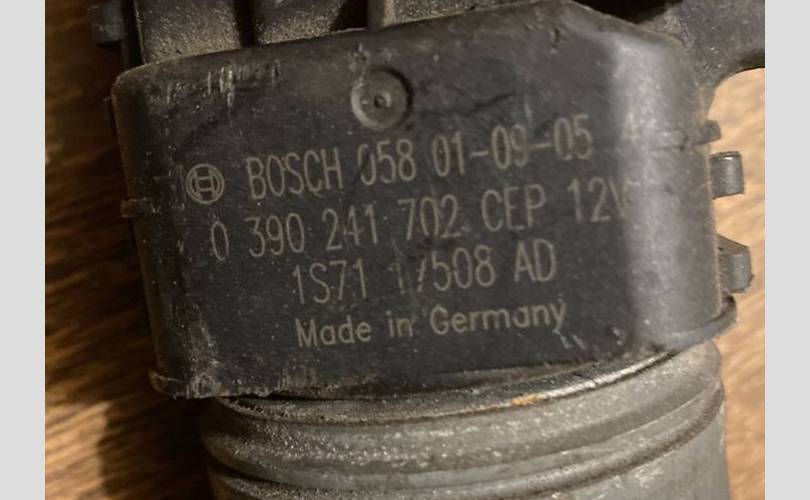 BOSCH 058 01-09-05
0 390 241 702 CEP 12V
1S71 17508 AD
Made in Germany